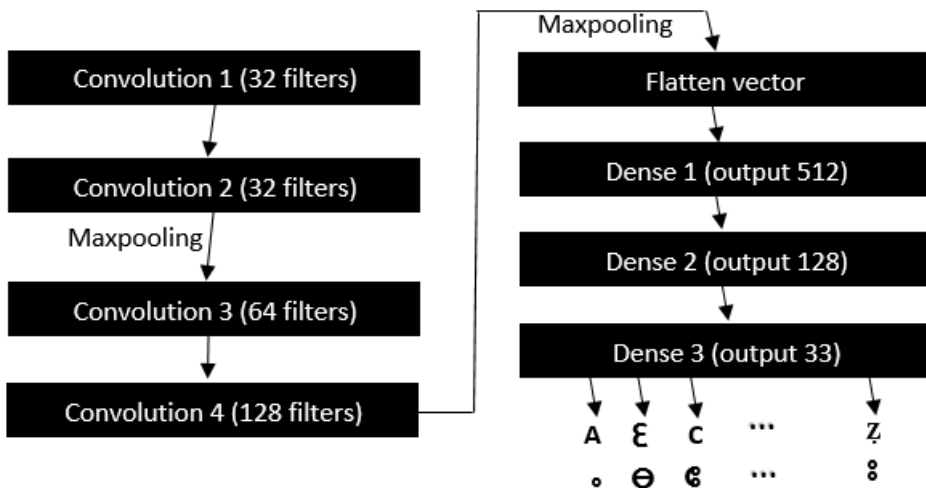 Convolution 1 (32 filters)
Convolution 2 (32 filters)
Maxpooling
Convolution 3 (64 filters)
Convolution 4 (128 filters)
Maxpooling
Flatten vector
Dense 1 (output 512)
Dense 2 (output 128)
Dense 3 (output 33)
A Ɛ C ... Ẓ
ⴰ ...